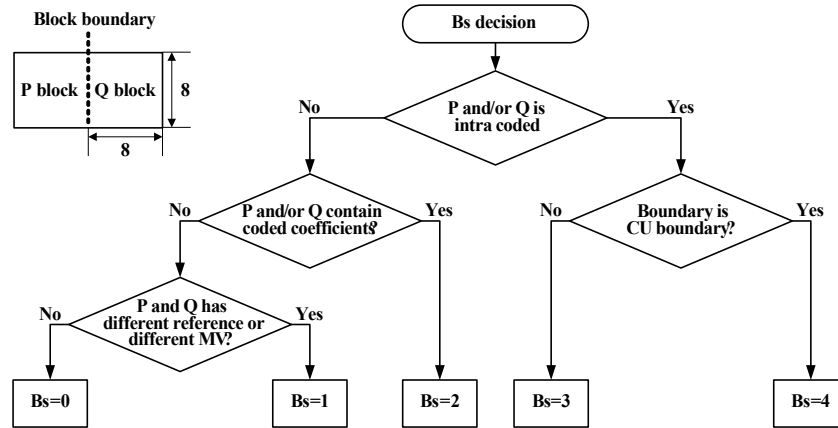 Block boundary
P block
Q block
8
8
Bs decision
P and/or Q is
intra coded
No
Yes
P and/or Q contain
coded coefficients?
No
Yes
Boundary is
CU boundary?
No
Yes
P and Q has
different reference or
different MV?
No
Yes
Bs=0
Bs=1
Bs=2
Bs=3
Bs=4